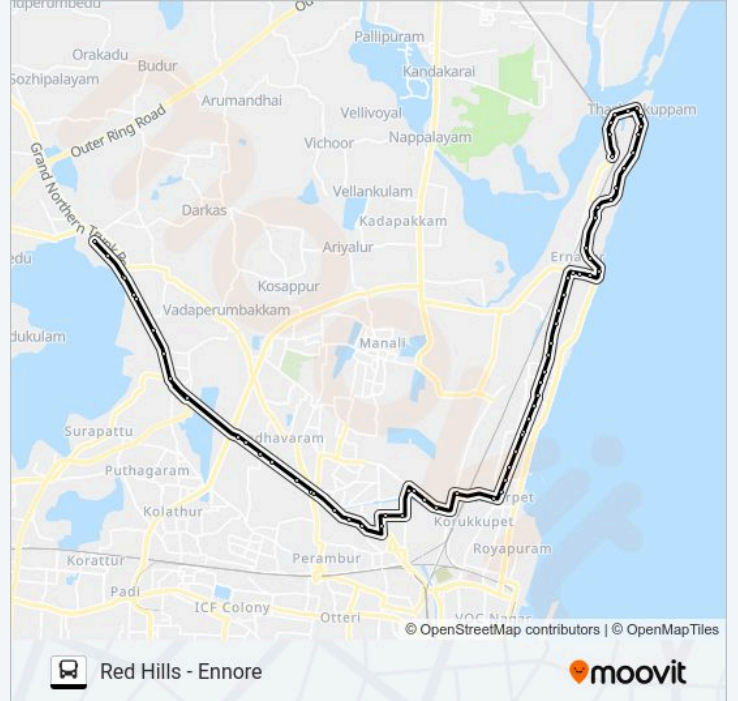 Pallipuram
Kandakarai
Orakadu
Budur
Sozhipalayam
Arumandhai
Outer Ring Road
Vellivoyal
Vichoor
Nappalayam
Grand Northern Trunk R
Vellankulam
Darkas
Kadapakkam
Ariyalur
Kosappur
Vadaperumbakkam
Manali
Surapattu
Puthagaram
Kolathur
Korukkupet
Royapuram
Perambur
Korattur
Padi
ICF Colony
Otteri
© OpenStreetMap contributors | © OpenMapTiles
Red Hills - Ennore
moovit